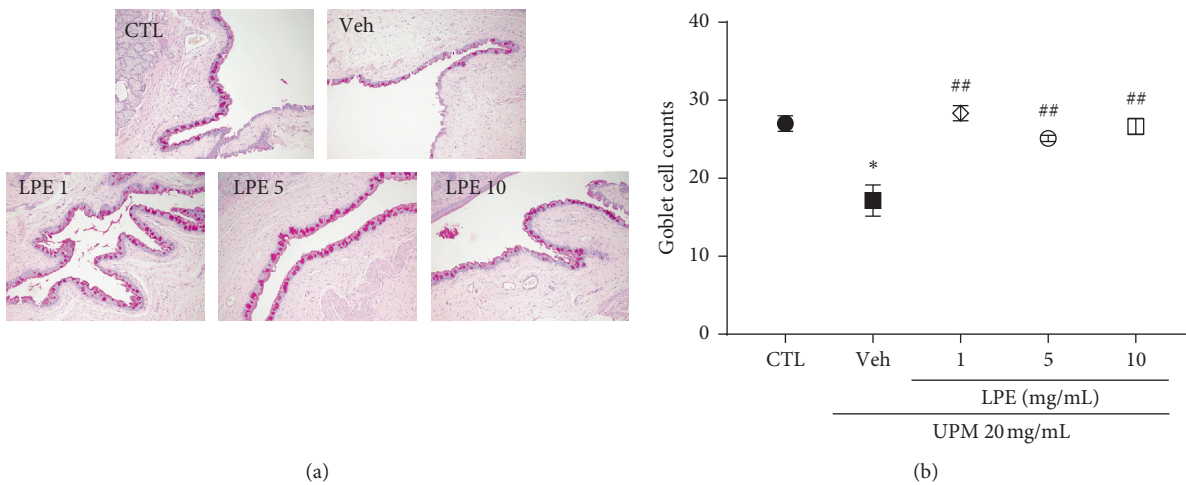 CTL
Veh
LPE 1
LPE 5
LPE 10
(a)
Goblet cell counts
40
30
20
10
0
*
##
##
##
CTL
Veh
1
5
10
LPE (mg/mL)
UPM 20 mg/mL
(b)